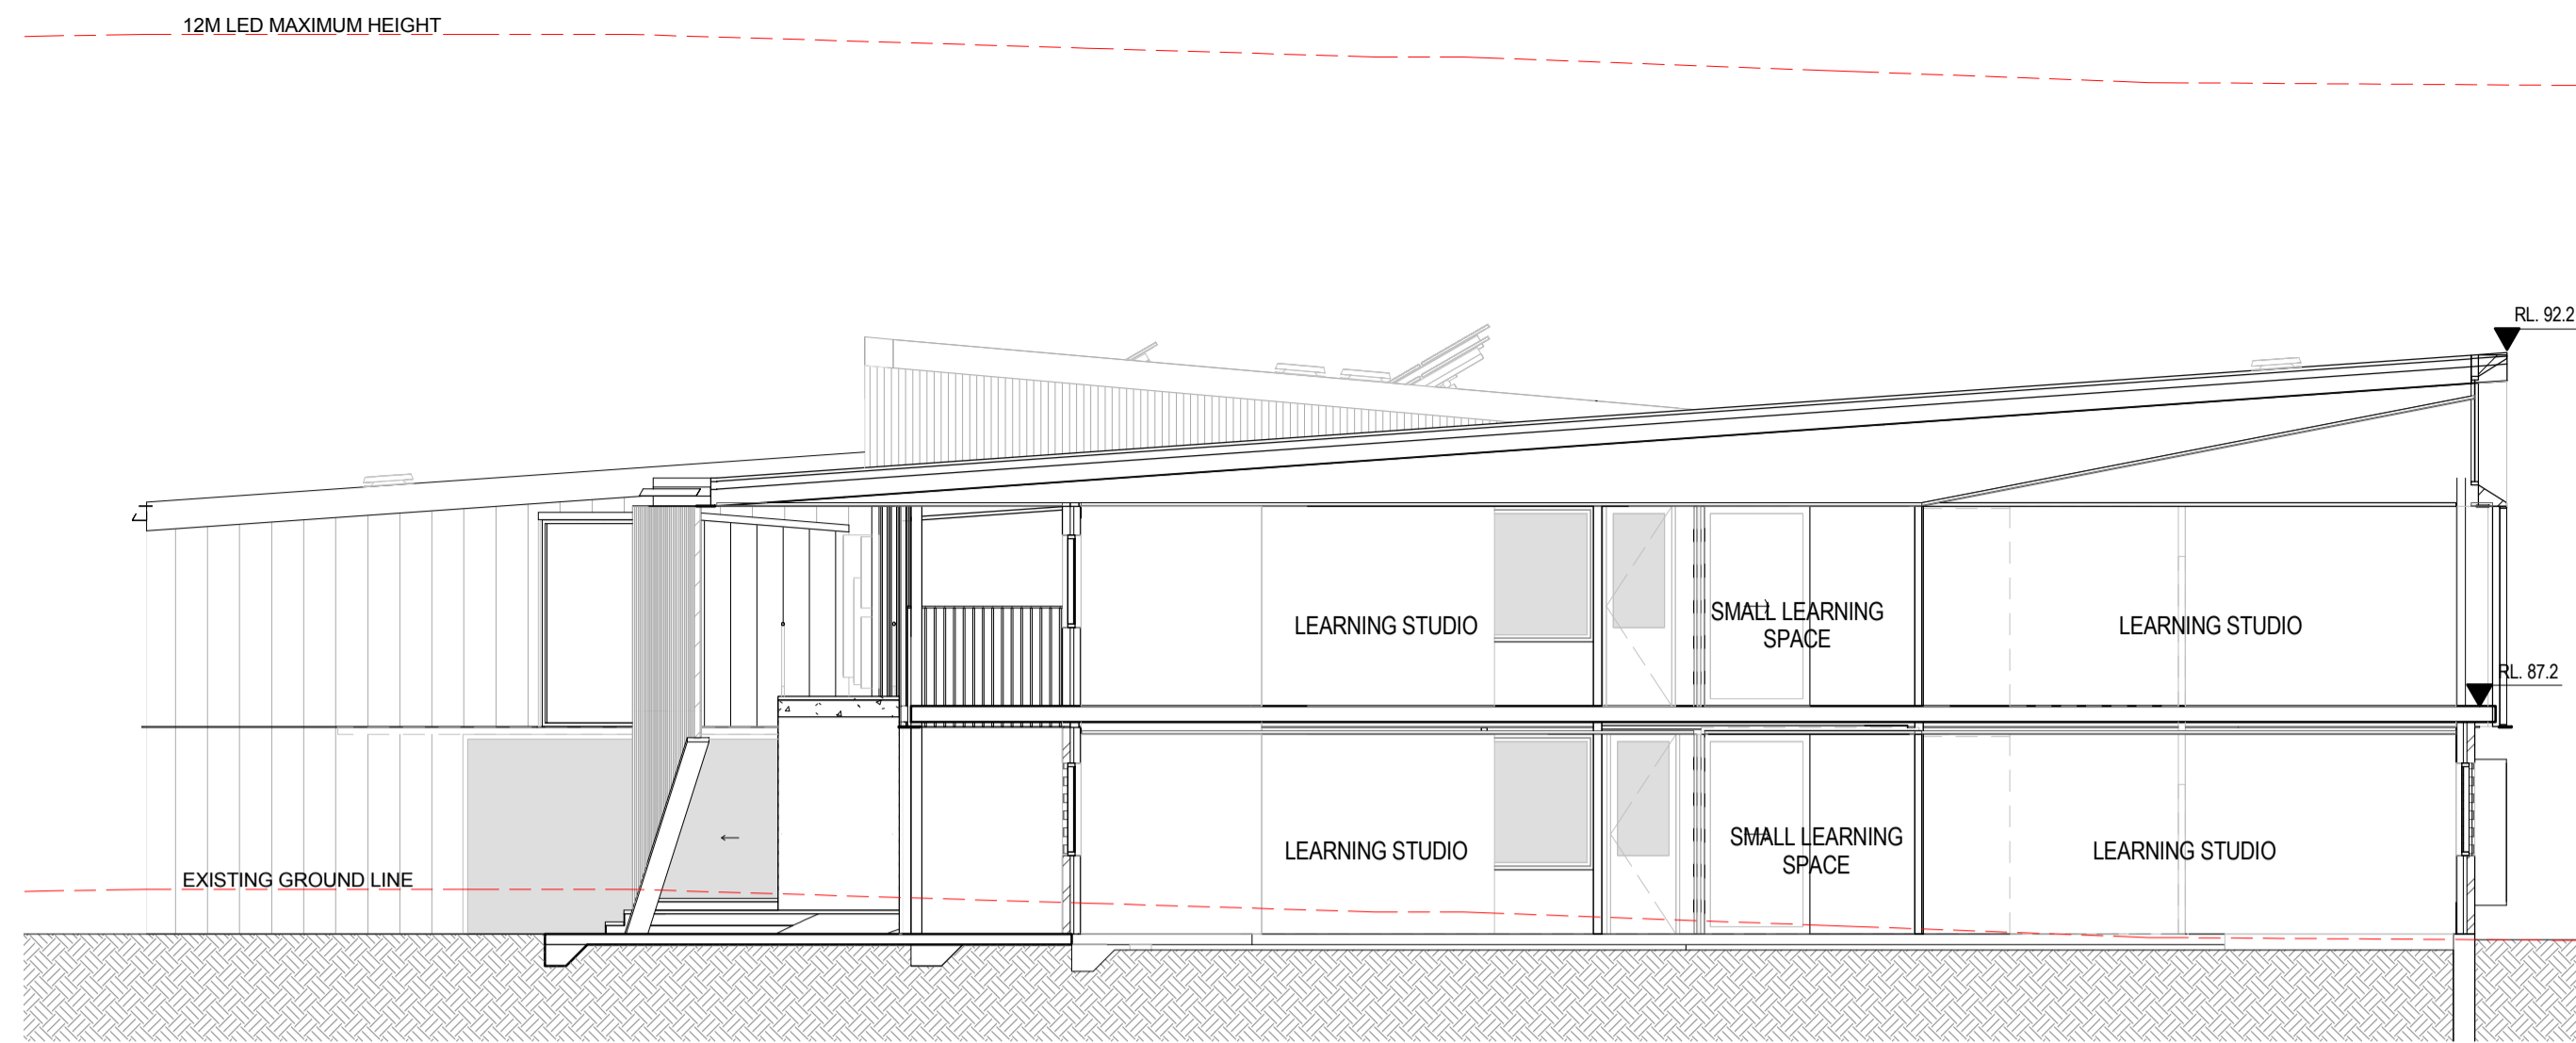 12M LED MAXIMUM HEIGHT
RL. 92.2
LEARNING STUDIO
SMALL LEARNING
SPACE
LEARNING STUDIO
RL. 87.2
LEARNING STUDIO
SMALL LEARNING
SPACE
LEARNING STUDIO
EXISTING GROUND LINE